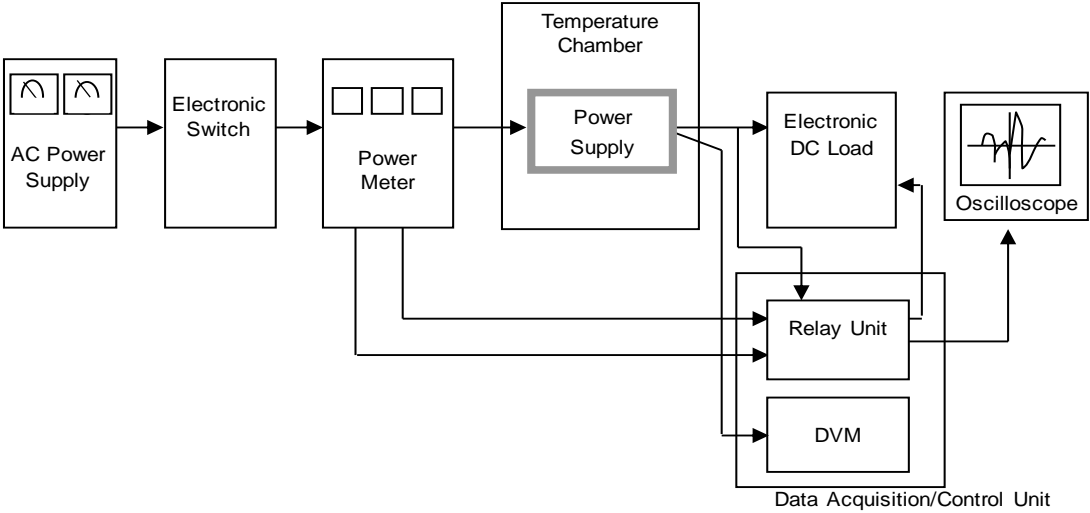 Temperature
Chamber
AC Power
Supply
Electronic
Switch
Power
Meter
Power
Supply
Electronic
DC Load
Oscilloscope
Relay Unit
DVM
Data Acquisition/Control Unit